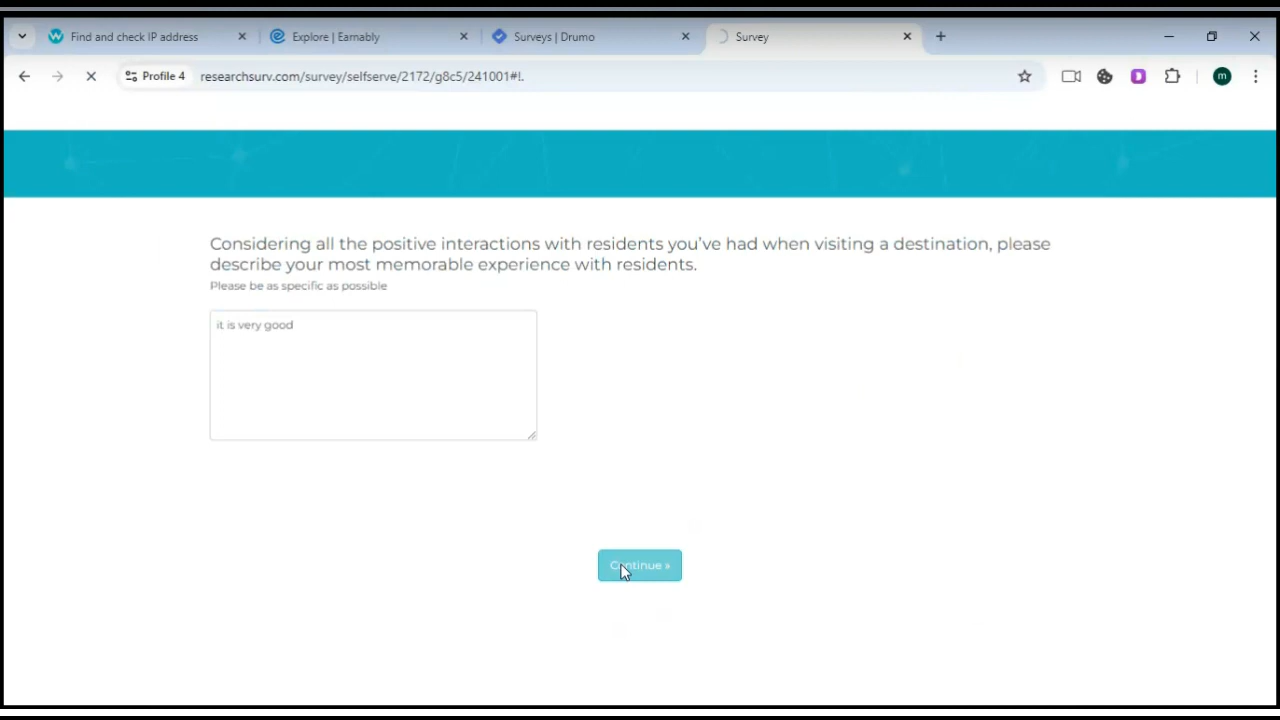 Find and check IP address
Explore | Earnably
Surveys | Drumo
Survey
Profile 4
researchsurv.com/survey/selfserve/2172/g8c5/241001#!.
m
Considering all the positive interactions with residents you've had when visiting a destination, please
describe your most memorable experience with residents.
Please be as specific as possible
it is very good
Continue »